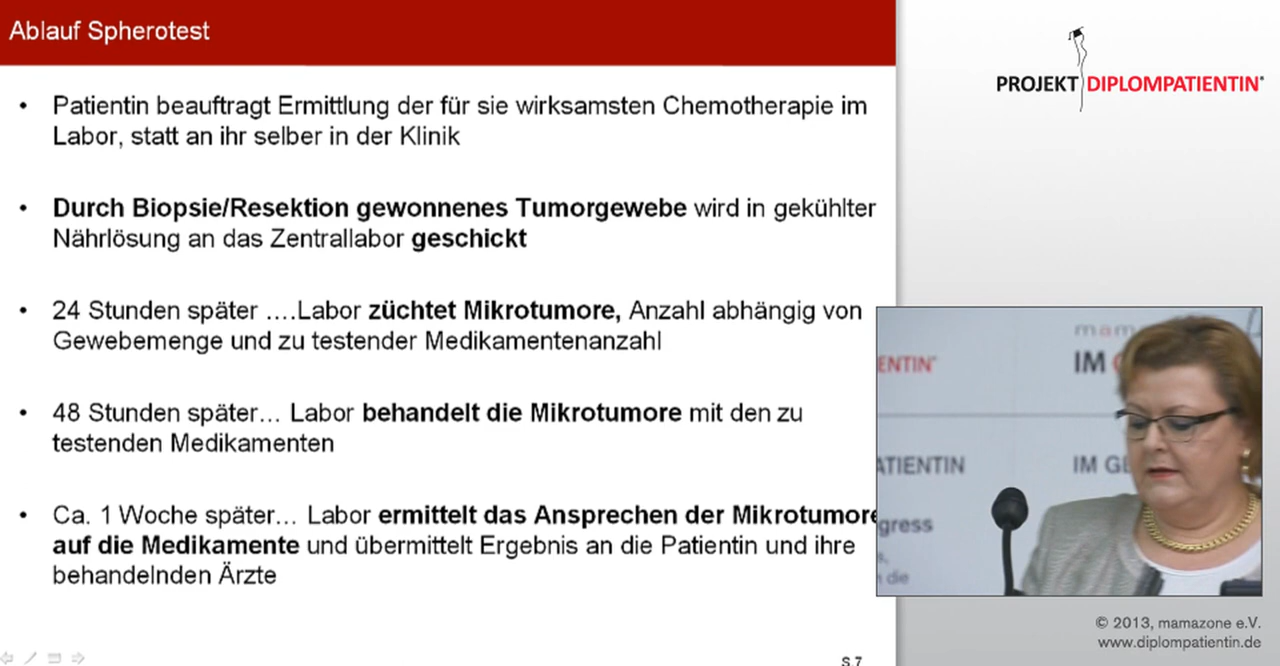 Ablauf Spherotest
PROJEKT DIPLOMPATIENTIN®
• Patientin beauftragt Ermittlung der für sie wirksamsten Chemotherapie im
Labor, statt an ihr selber in der Klinik
• Durch Biopsie/Resektion gewonnenes Tumorgewebe wird in gekühlter
Nährlösung an das Zentrallabor geschickt
• 24 Stunden später ….Labor züchtet Mikrotumore, Anzahl abhängig von
Gewebemenge und zu testender Medikamentenanzahl
• 48 Stunden später… Labor behandelt die Mikrotumore mit den zu
testenden Medikamenten
• Ca. 1 Woche später… Labor ermittelt das Ansprechen der Mikrotumore
auf die Medikamente und übermittelt Ergebnis an die Patientin und ihre
behandelnden Ärzte
S.7
mam
ENTIN®
IM
ATIENTIN
IM GE
gress
die
© 2013, mamazone e.V.
www.diplompatientin.de